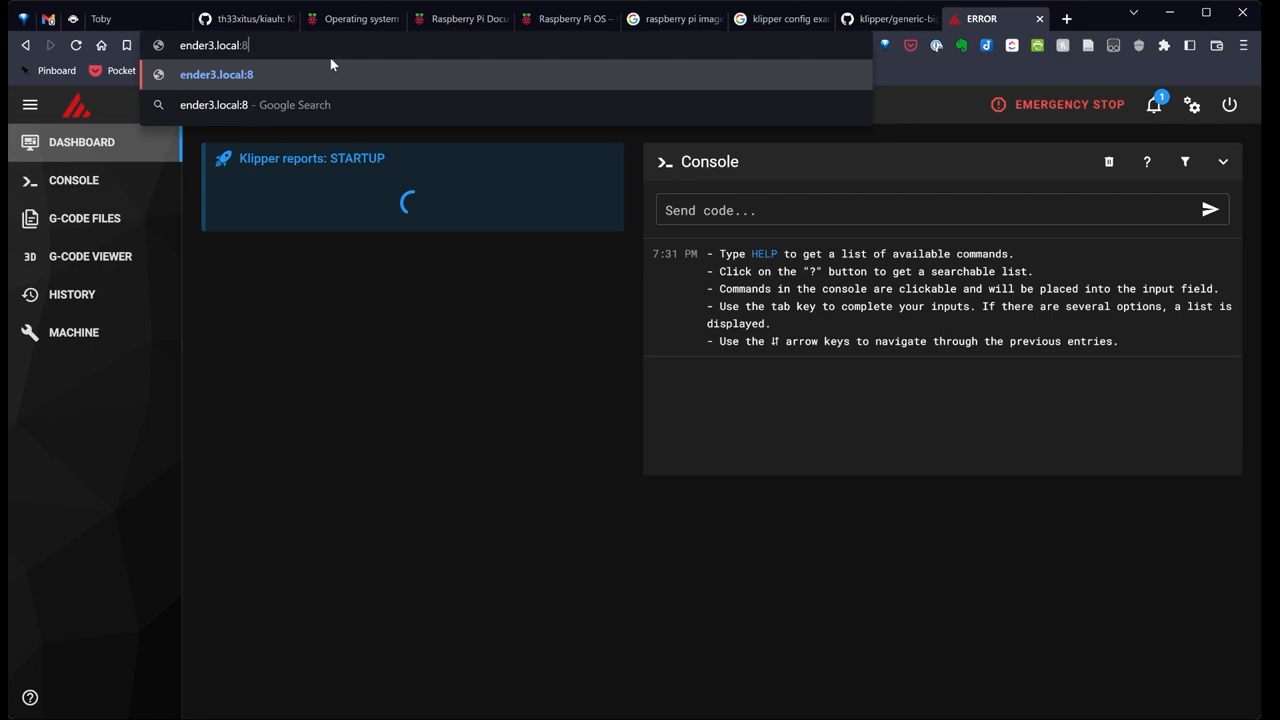 Toby
th33xitus/kiauh: Kl
Operating system
Raspberry Pi Docu
Raspberry Pi OS –
raspberry pi image
klipper config exa
klipper/generic-big
ERROR
ender3.local:8
Pinboard
Pocket
ender3.local:8
ender3.local:8 - Google Search
EMERGENCY STOP
1
DASHBOARD
CONSOLE
G-CODE FILES
3D G-CODE VIEWER
HISTORY
MACHINE
Klipper reports: STARTUP
Console
Send code...
7:31 PM - Type HELP to get a list of available commands.
- Click on the "?" button to get a searchable list.
- Commands in the console are clickable and will be placed into the input field.
- Use the tab key to complete your inputs. If there are several options, a list is
displayed.
- Use the ⇵ arrow keys to navigate through the previous entries.